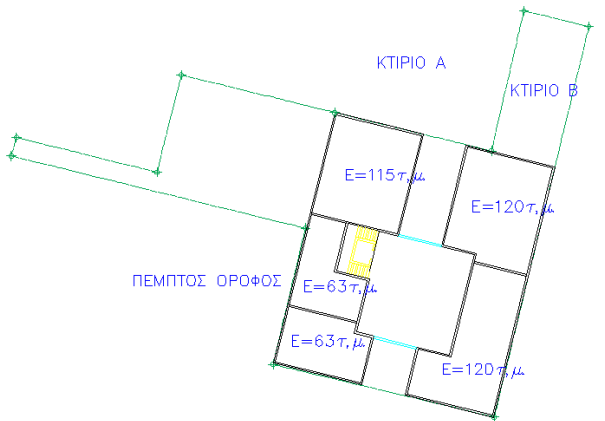 ΚΤΙΡΙΟ Α
ΚΤΙΡΙΟ Β
Ε=115τ,μ.
Ε=120τ,μ.
ΠΕΜΠΤΟΣ ΟΡΟΦΟΣ
Ε=63τ,μ.
Ε=63τ,μ.
Ε=120τ,μ.